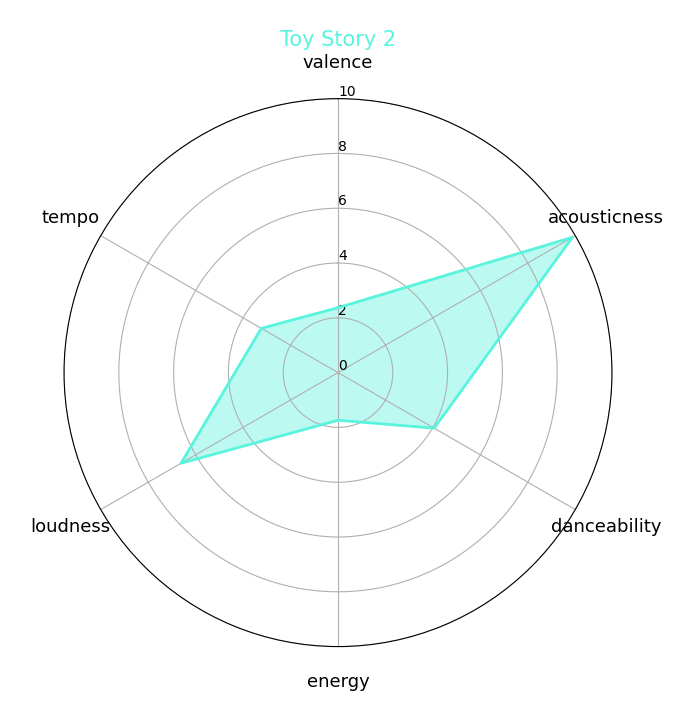 Toy Story 2
valence
10
8
acousticness
tempo
6
4
2
0
loudness
danceability
energy